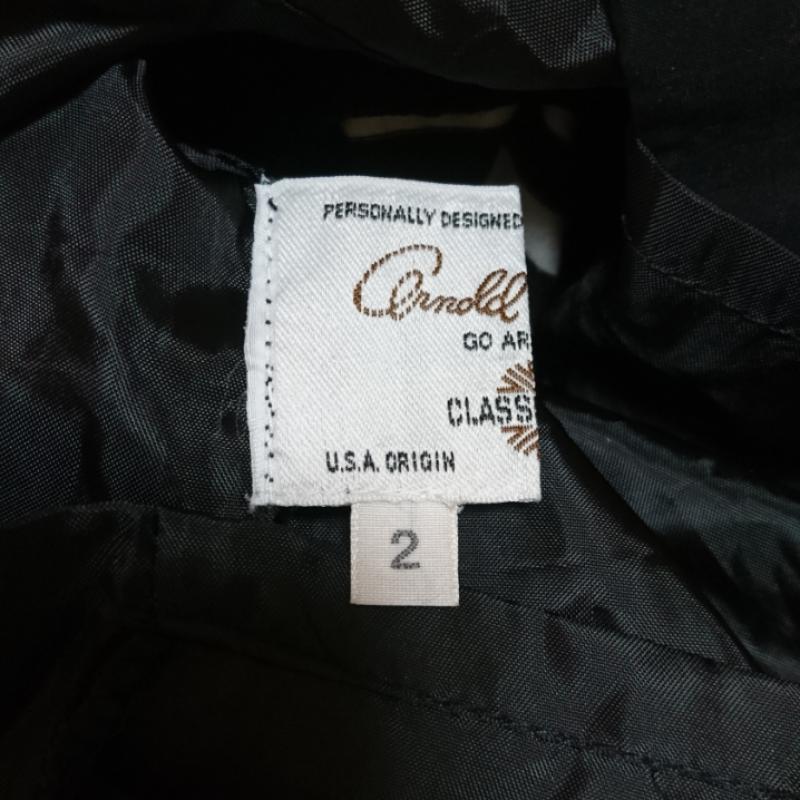 PERSONALLY DESIGNED
Arnold
GO AR
CLASS
U.S.A. ORIGIN
2